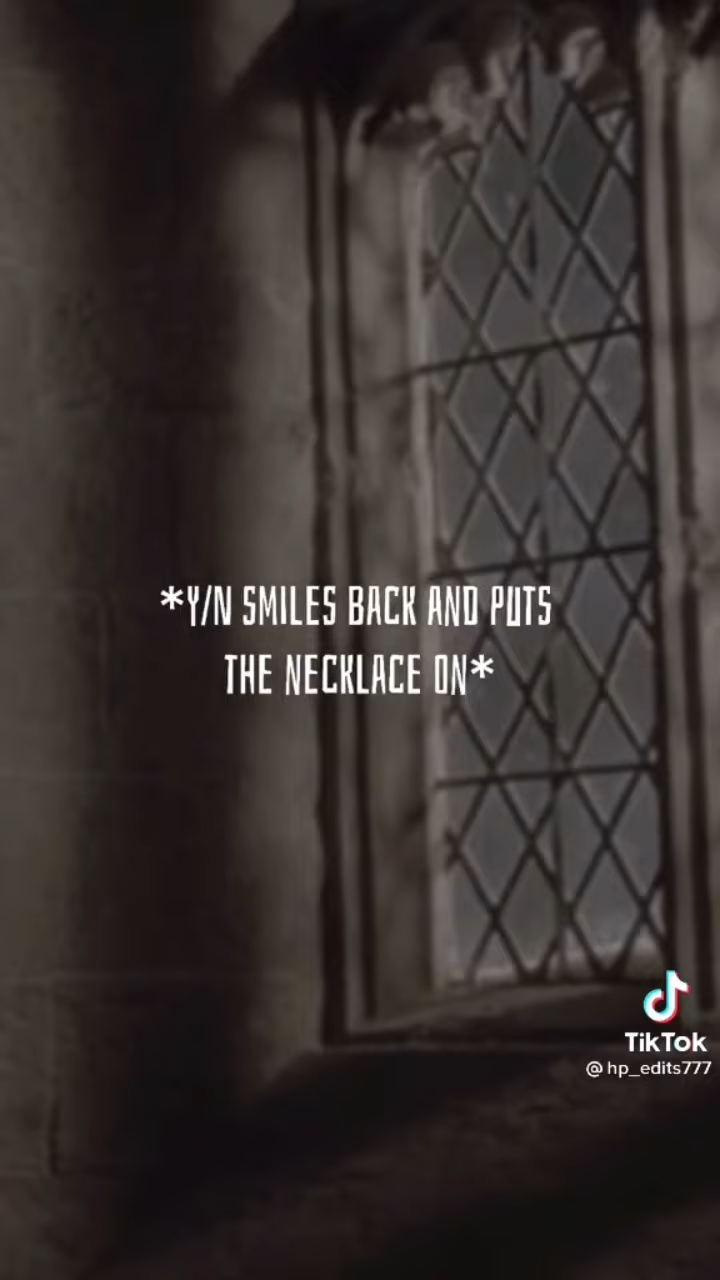 *Y/N SMILES BACK AND PUTS
THE NECKLACE ON*
TikTok
@hp_edits777